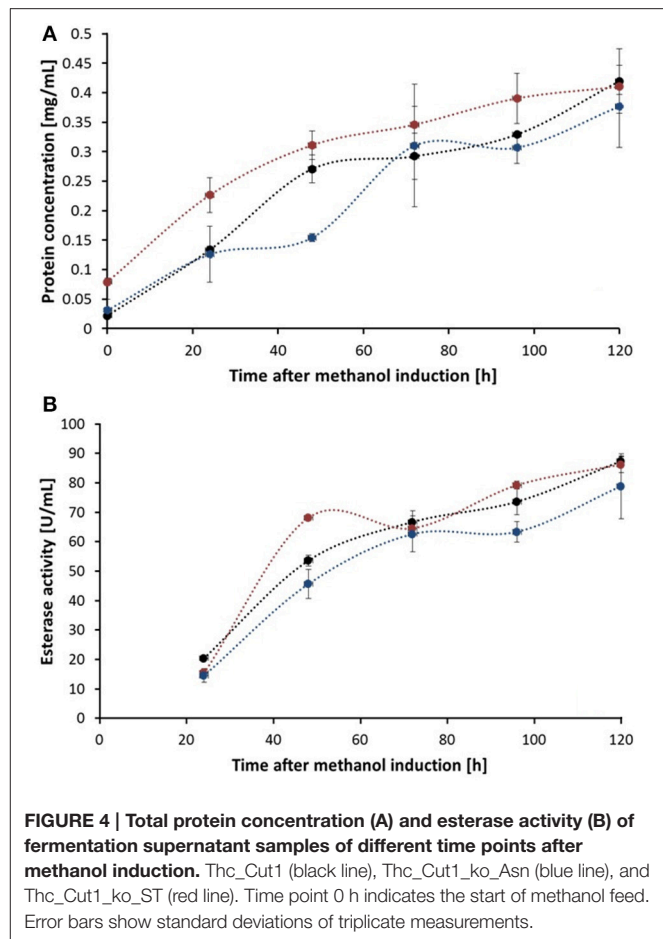 A
Protein concentration [mg/mL]
0.5
0.45
0.4
0.35
0.3
0.25
0.2
0.15
0.1
0.05
0
0 20 40 60 80 100 120
Time after methanol induction [h]
B
Esterase activity [U/mL]
100
90
80
70
60
50
40
30
20
10
0
0 20 40 60 80 100 120
Time after methanol induction [h]
FIGURE 4 | Total protein concentration (A) and esterase activity (B) of
fermentation supernatant samples of different time points after
methanol induction. Thc_Cut1 (black line), Thc_Cut1_ko_Asn (blue line), and
Thc_Cut1_ko_ST (red line). Time point 0 h indicates the start of methanol feed.
Error bars show standard deviations of triplicate measurements.